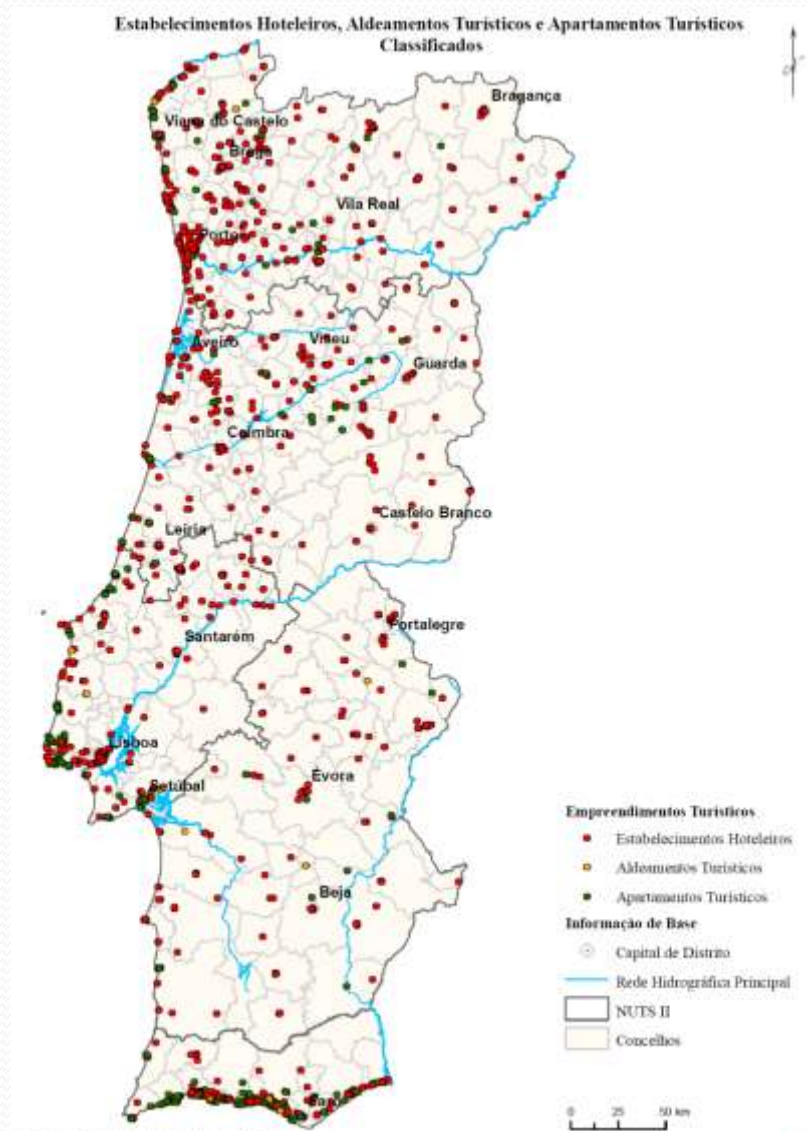 Estabelecimentos Hoteleiros, Aldeamentos Turísticos e Apartamentos Turísticos
Classificados
Bragança
Viana do Castelo
Braga
Vila Real
Porto
Aveiro
Viseu
Guarda
Coimbra
Castelo Branco
Leiria
Portalegre
Santarém
Lisboa
Évora
Setúbal
Beja
Faro
Empreendimentos Turísticos
Estabelecimentos Hoteleiros
Aldeamentos Turísticos
Apartamentos Turísticos
Informação de Base
Capital de Distrito
Rede Hidrográfica Principal
NUTS II
Concelhos
0 25 50 km